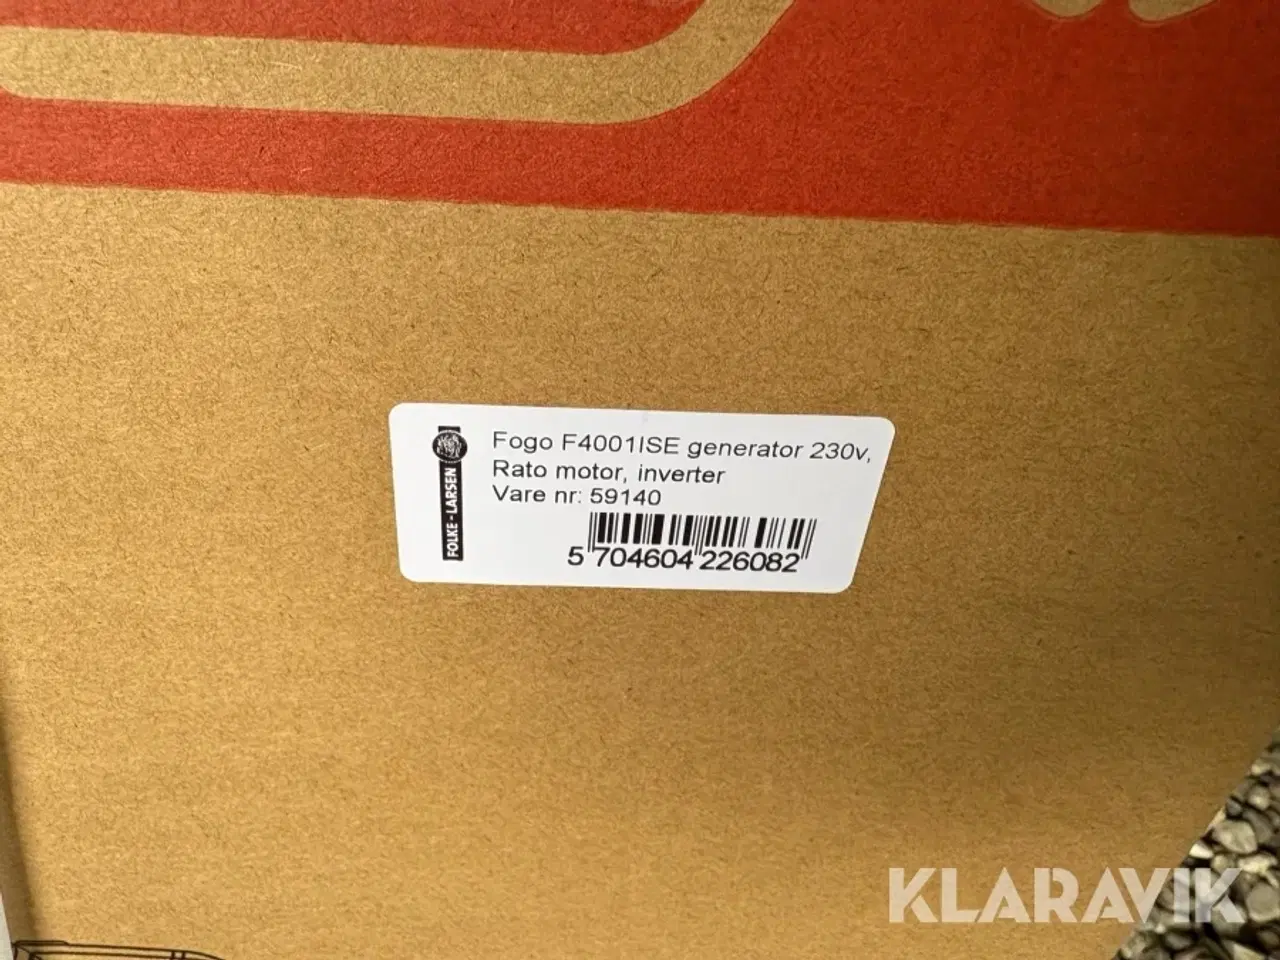 FOLKE-LARSEN
Fogo F4001ISE generator 230v,
Rato motor, inverter
Vare nr: 59140
5 704604 226082
KLARAVIK